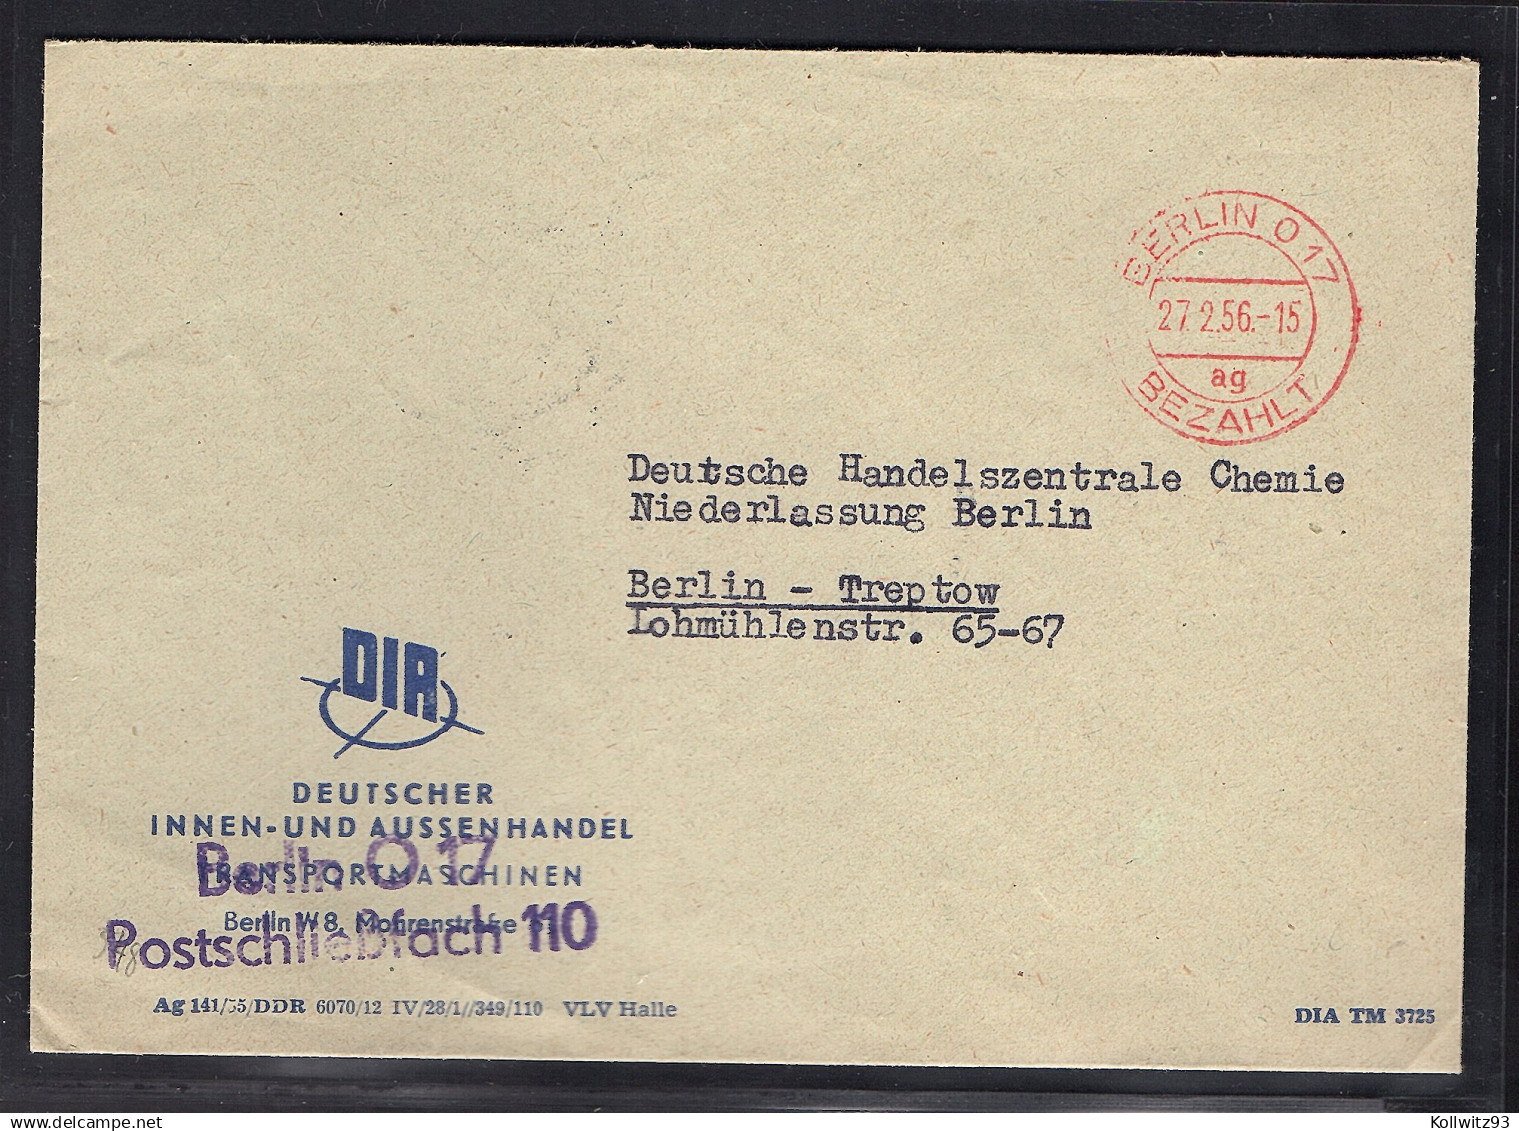 BERLIN O 17
27.2.56.-15
ag
BEZAHLT
Deutsche Handelszentrale Chemie
Niederlassung Berlin
Berlin - Treptow
Lohmühlenstr. 65-67
DIA
DEUTSCHER
INNEN-UND AUSSENHANDEL
TRANSPORTMASCHINEN
Berlin O 17
Berlin W 8, Mohrenstraße
Postschließfach 110
Ag 141/55/DDR 6070/12 IV/28/1//349/110 VLV Halle
DIA TM 3725
Kollwitz93